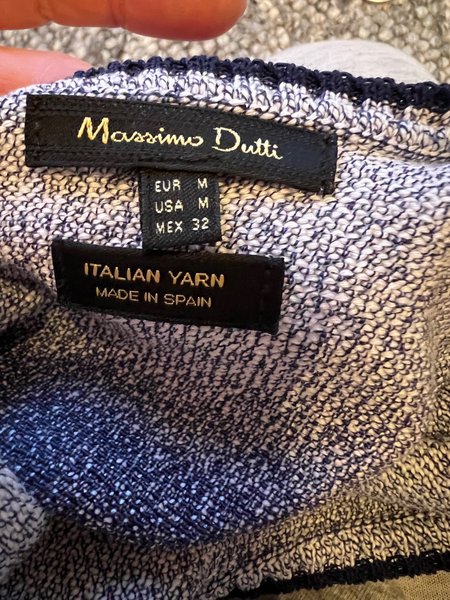 Massimo Dutti
EUR M
USA M
MEX 32
ITALIAN YARN
MADE IN SPAIN